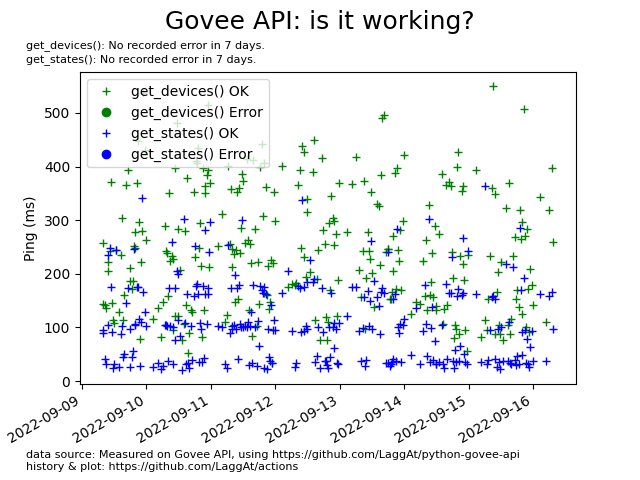 Govee API: is it working?
get_devices(): No recorded error in 7 days.
get_states(): No recorded error in 7 days.
get_devices() OK
get_devices() Error
get_states() OK
get_states() Error
Ping (ms)
500
400
300
200
100
0
2022-09-09
2022-09-10
2022-09-11
2022-09-12
2022-09-13
2022-09-14
2022-09-15
2022-09-16
data source: Measured on Govee API, using https://github.com/LaggAt/python-govee-api
history & plot: https://github.com/LaggAt/actions